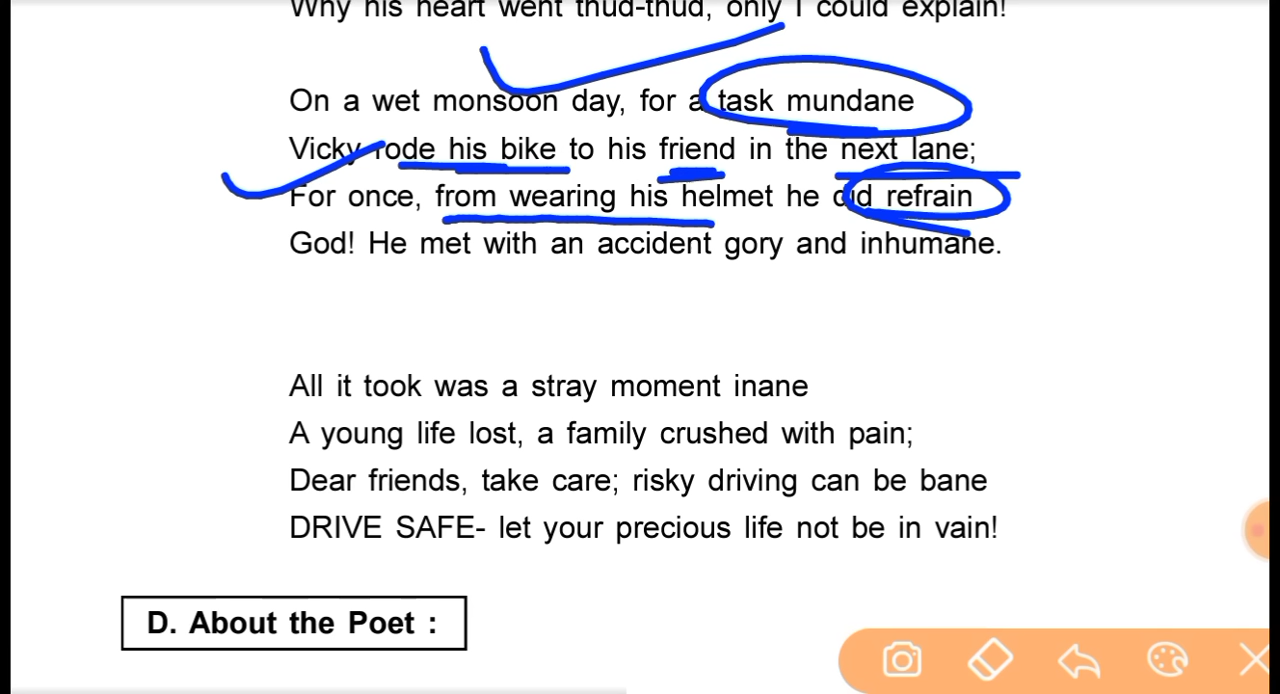 Why his heart went thud-thud, only I could explain!
On a wet monsoon day, for a task mundane
Vicky rode his bike to his friend in the next lane;
For once, from wearing his helmet he did refrain
God! He met with an accident gory and inhumane.
All it took was a stray moment inane
A young life lost, a family crushed with pain;
Dear friends, take care; risky driving can be bane
DRIVE SAFE- let your precious life not be in vain!
D. About the Poet :